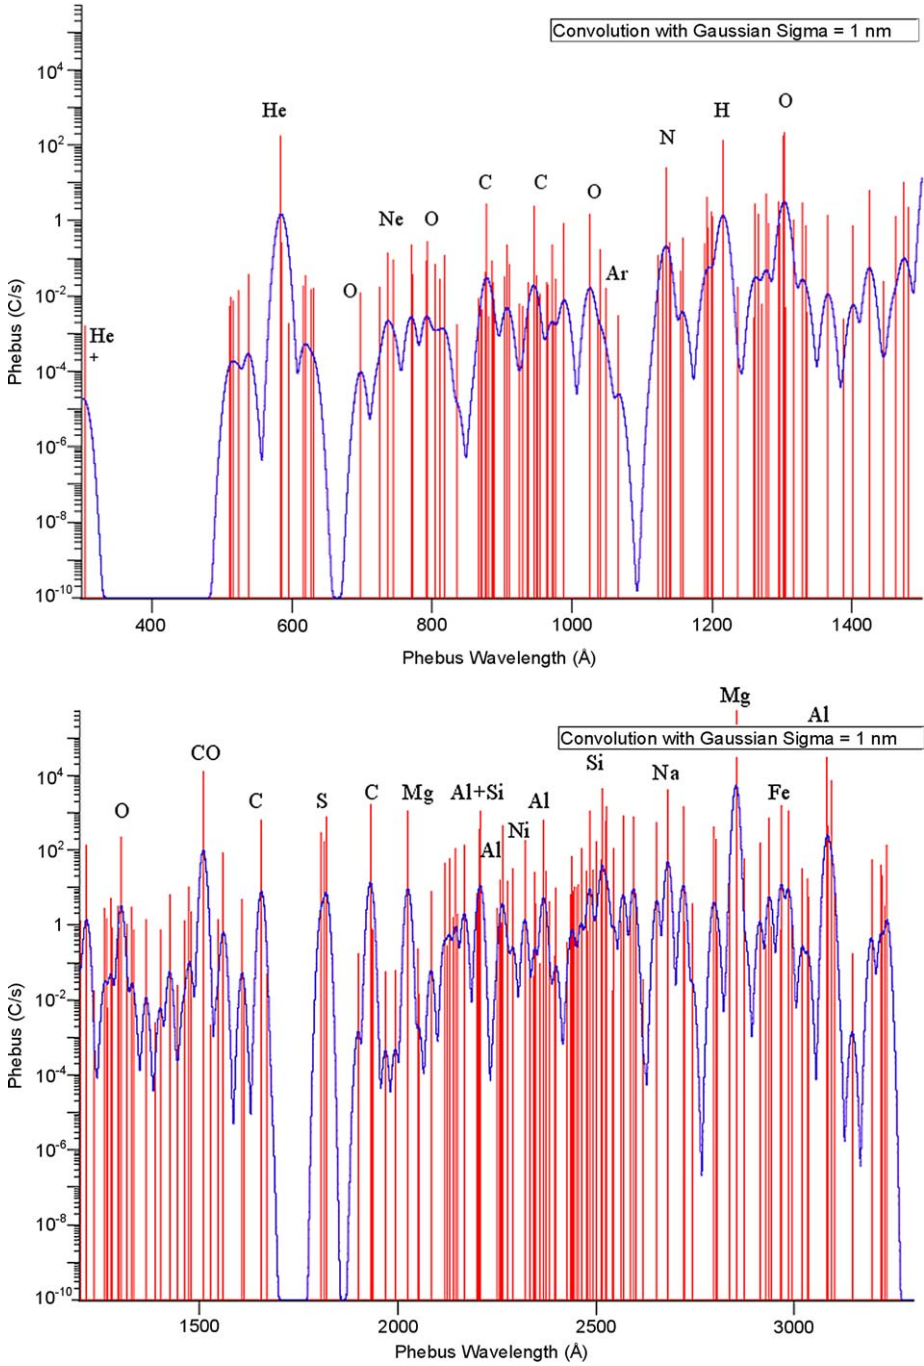 Convolution with Gaussian Sigma = 1 nm
Phebus (C/s)
10^4
10^2
1
10^-2
10^-4
10^-6
10^-8
10^-10
He
+
He
O
Ne
O
C
C
O
Ar
N
H
O
400
600
800
1000
1200
1400
Phebus Wavelength (Å)
Convolution with Gaussian Sigma = 1 nm
Phebus (C/s)
10^4
10^2
1
10^-2
10^-4
10^-6
10^-8
10^-10
O
CO
C
S
C
Mg
Al+Si
Al
Ni
Al
Si
Na
Mg
Fe
Al
1500
2000
2500
3000
Phebus Wavelength (Å)